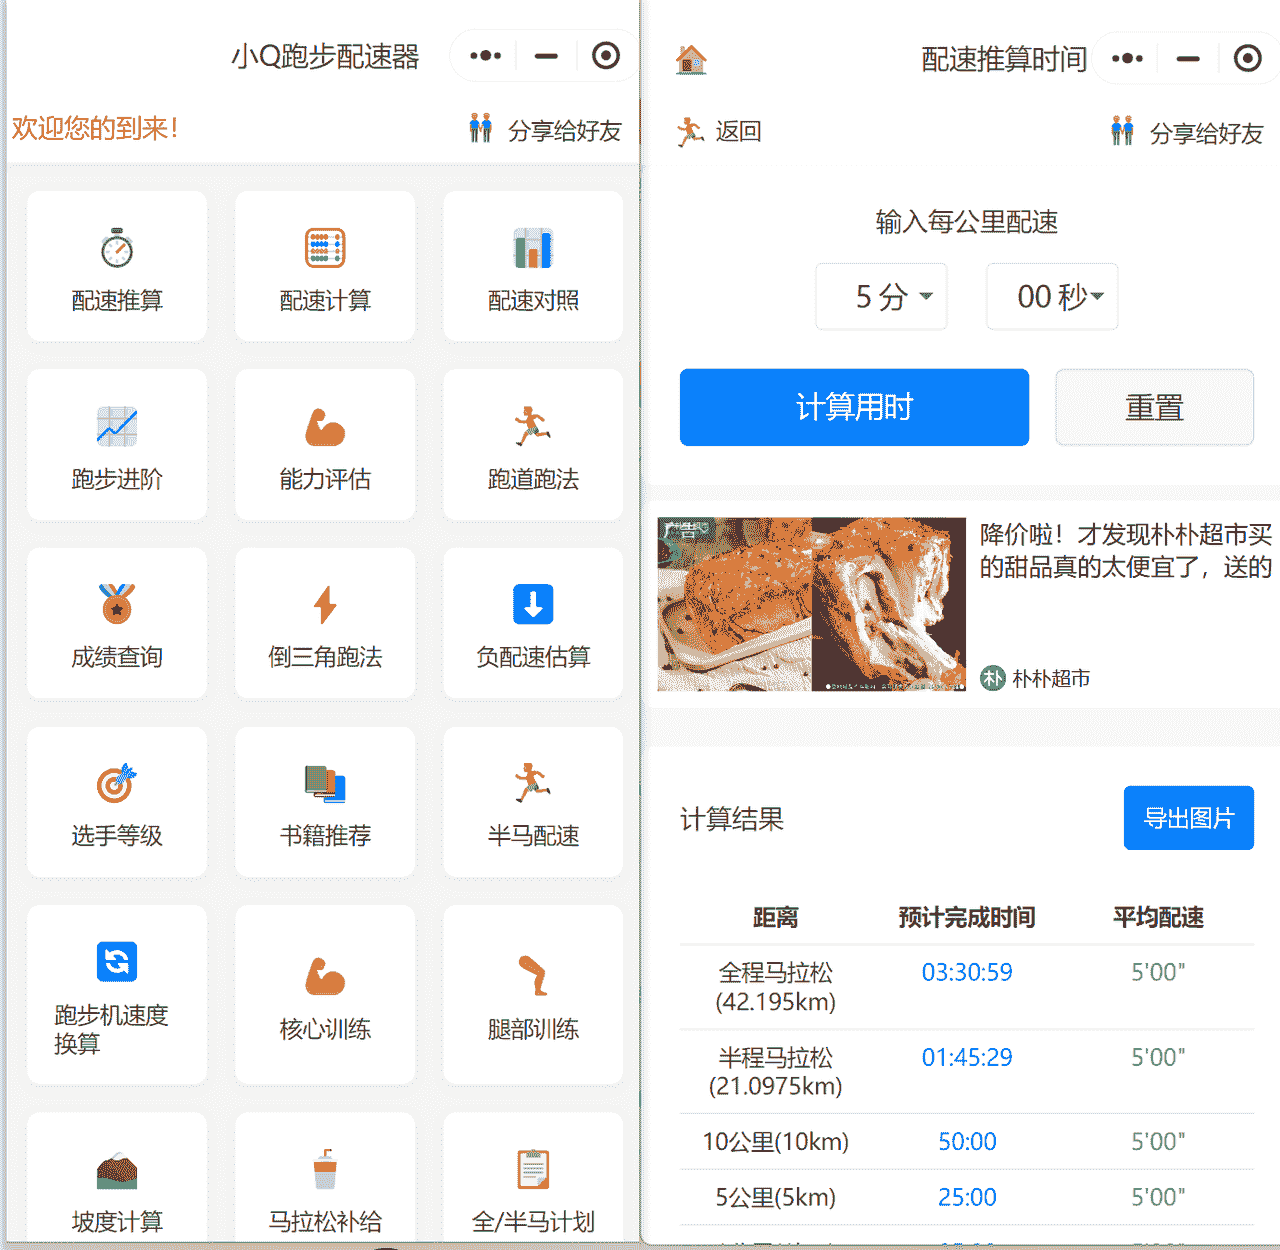 小Q跑步配速器
欢迎您的到来！
分享给好友
配速推算
配速计算
配速对照
跑步进阶
能力评估
跑道跑法
成绩查询
倒三角跑法
负配速估算
选手等级
书籍推荐
半马配速
跑步机速度
换算
核心训练
腿部训练
坡度计算
马拉松补给
全/半马计划
配速推算时间
返回
分享给好友
输入每公里配速
5 分
00 秒
计算用时
重置
广告
降价啦！才发现朴朴超市买
的甜品真的太便宜了，送的
朴 朴朴超市
计算结果
导出图片
距离 预计完成时间 平均配速
全程马拉松
(42.195km) 03:30:59 5'00"
半程马拉松
(21.0975km) 01:45:29 5'00"
10公里(10km) 50:00 5'00"
5公里(5km) 25:00 5'00"